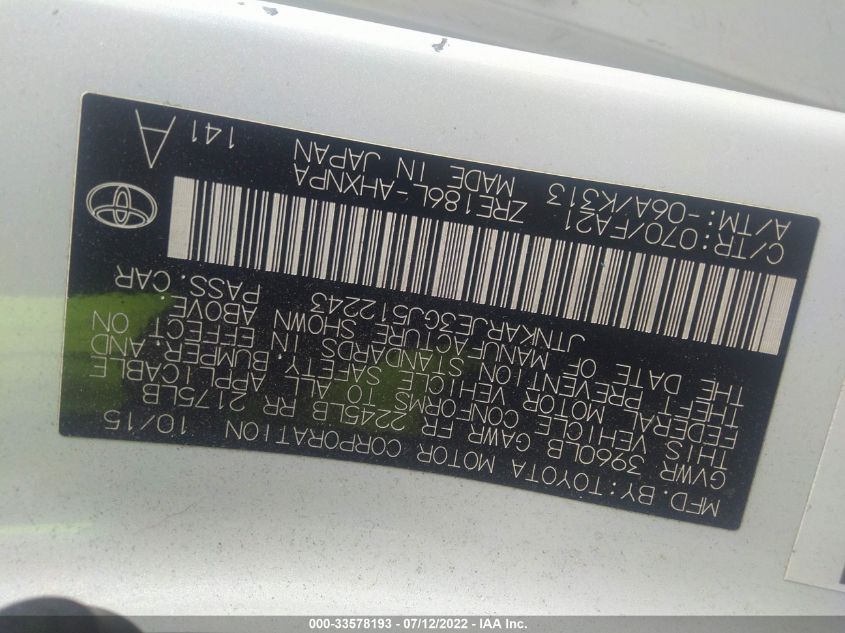 MFD. BY: TOYOTA MOTOR CORPORATION 10/15
GVWR 3960LB GAWR FR 2245LB RR 2175LB
THIS VEHICLE CONFORMS TO ALL APPLICABLE
FEDERAL MOTOR VEHICLE SAFETY, BUMPER, AND
THEFT PREVENTION STANDARDS IN EFFECT ON
THE DATE OF MANUFACTURE SHOWN ABOVE.
JTNKARJE3GJ512243 PASS. CAR
C/TR: 070/FA21 ZRE186L-AHXNPA 141 A
A/TM: -06A/K313 MADE IN JAPAN
000-33578193 - 07/12/2022 - IAA Inc.